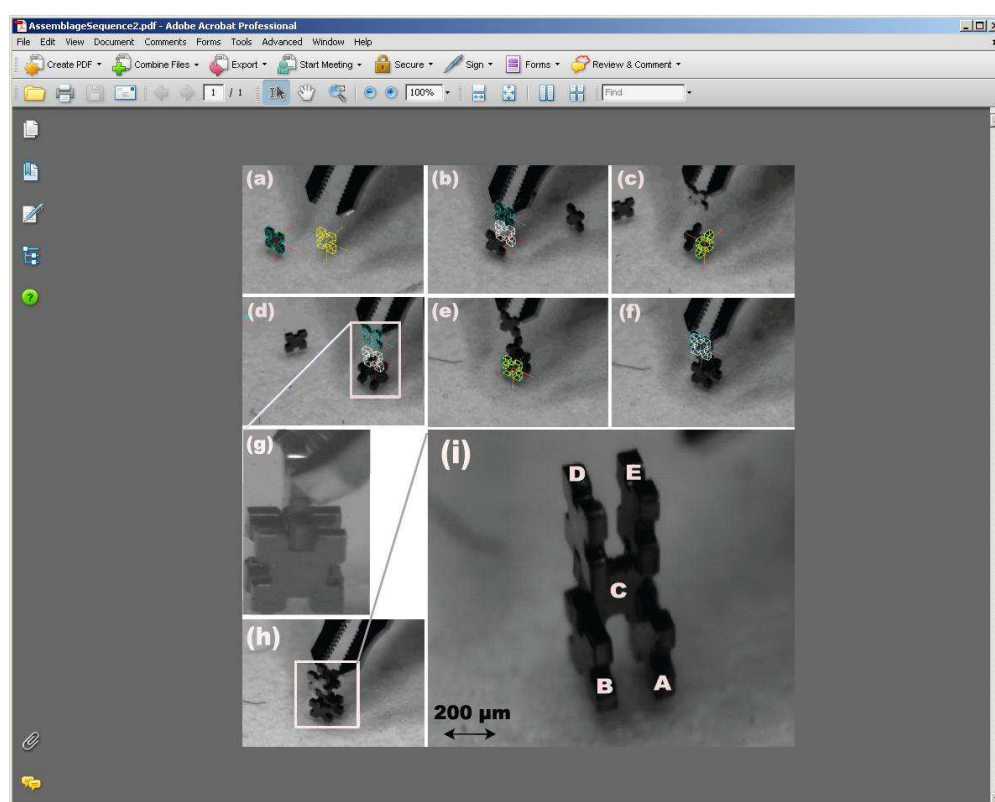 AssemblageSequence2.pdf - Adobe Acrobat Professional
File Edit View Document Comments Forms Tools Advanced Window Help
Create PDF Combine Files Export Start Meeting Secure Sign Forms Review & Comment
1 / 1 100% Find
(a) (b) (c)
(d) (e) (f)
(g) (i)
D E
C
(h)
B A
200 µm